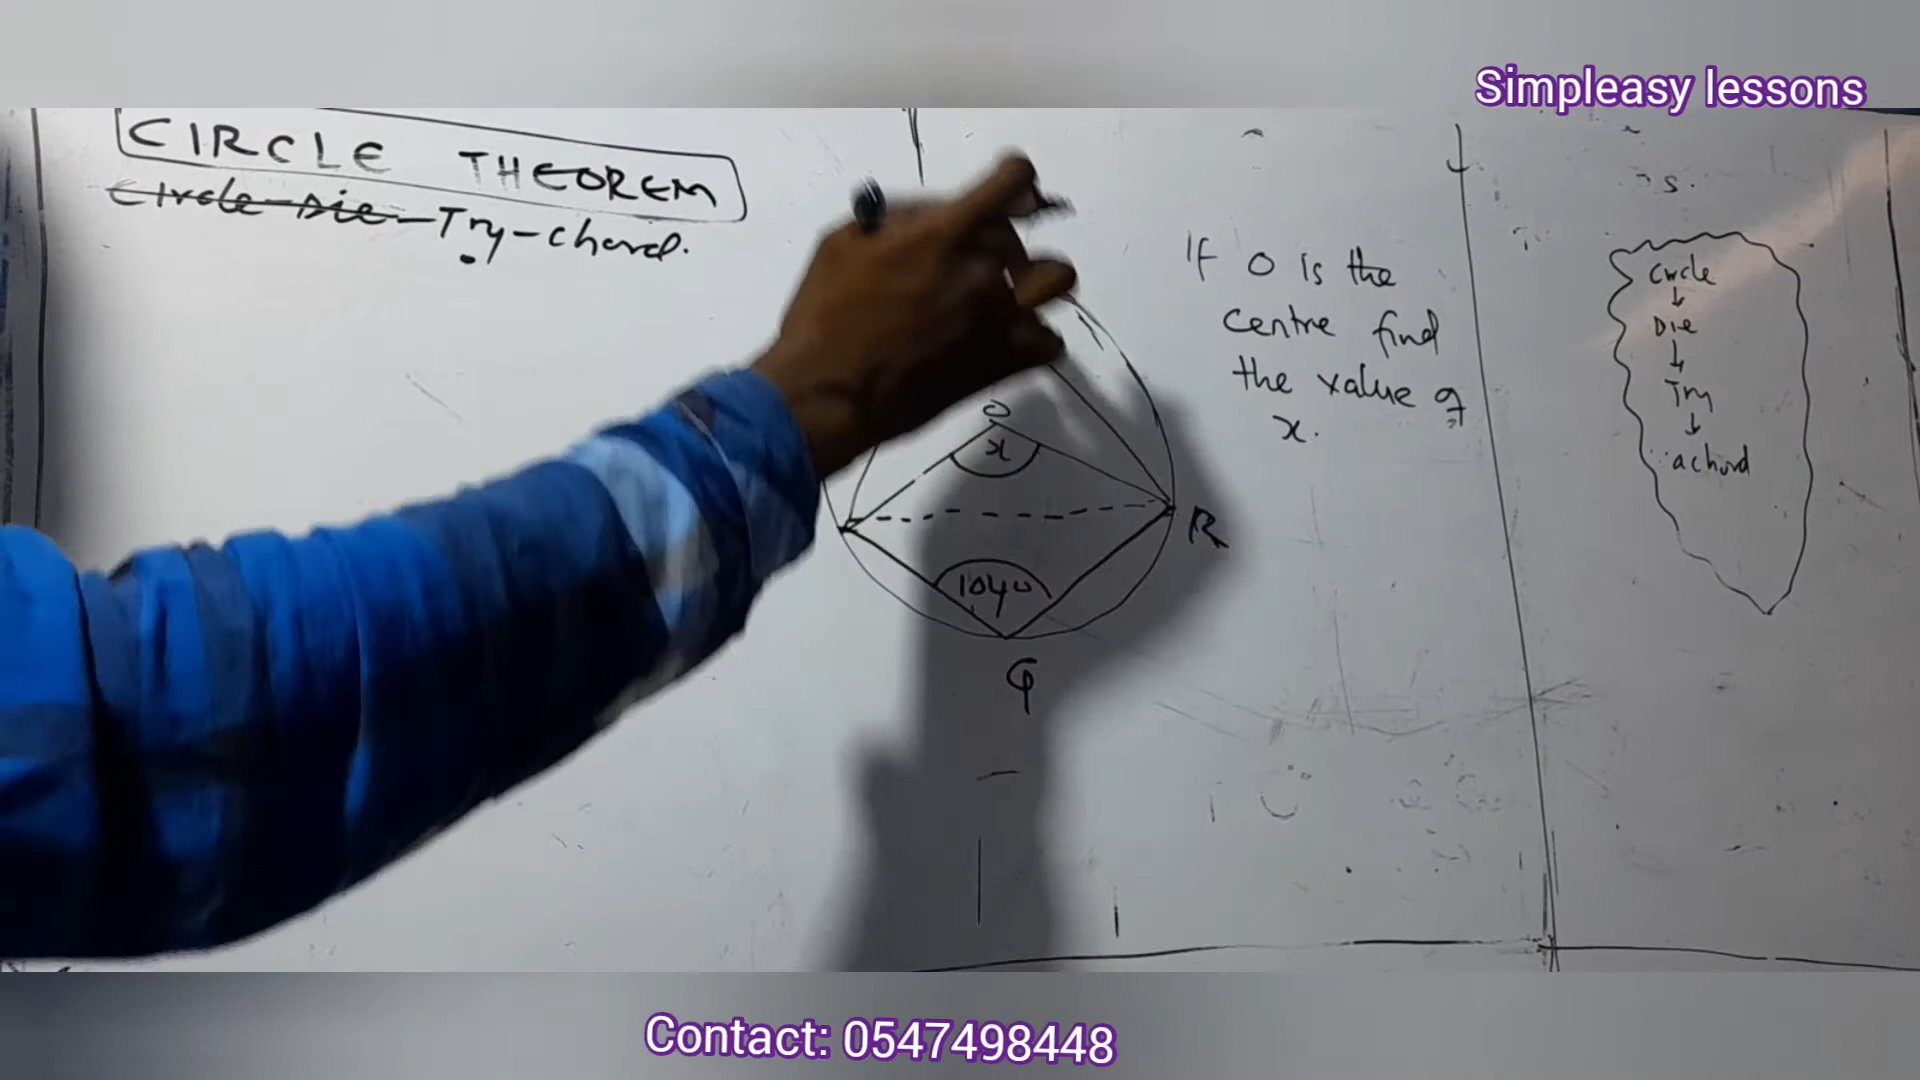 Simpleasy lessons
CIRCLE THEOREM
Circle-Die-Try-chord.
If O is the
centre find
the value of
x.
Circle
Die
Try
a chord
O
x
R
104°
Q
Contact: 0547498448